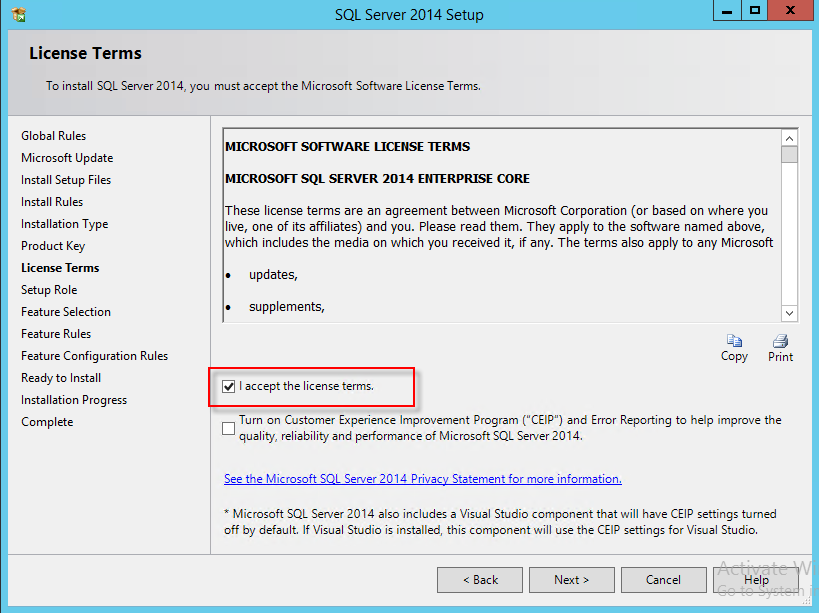 SQL Server 2014 Setup
License Terms
To install SQL Server 2014, you must accept the Microsoft Software License Terms.
Global Rules
Microsoft Update
Install Setup Files
Install Rules
Installation Type
Product Key
License Terms
Setup Role
Feature Selection
Feature Rules
Feature Configuration Rules
Ready to Install
Installation Progress
Complete
MICROSOFT SOFTWARE LICENSE TERMS
MICROSOFT SQL SERVER 2014 ENTERPRISE CORE
These license terms are an agreement between Microsoft Corporation (or based on where you
live, one of its affiliates) and you. Please read them. They apply to the software named above,
which includes the media on which you received it, if any. The terms also apply to any Microsoft
• updates,
• supplements,
Copy
Print
I accept the license terms.
Turn on Customer Experience Improvement Program ("CEIP") and Error Reporting to help improve the
quality, reliability and performance of Microsoft SQL Server 2014.
See the Microsoft SQL Server 2014 Privacy Statement for more information.
* Microsoft SQL Server 2014 also includes a Visual Studio component that will have CEIP settings turned
off by default. If Visual Studio is installed, this component will use the CEIP settings for Visual Studio.
< Back
Next >
Cancel
Help
Activate Wi
Go to System i